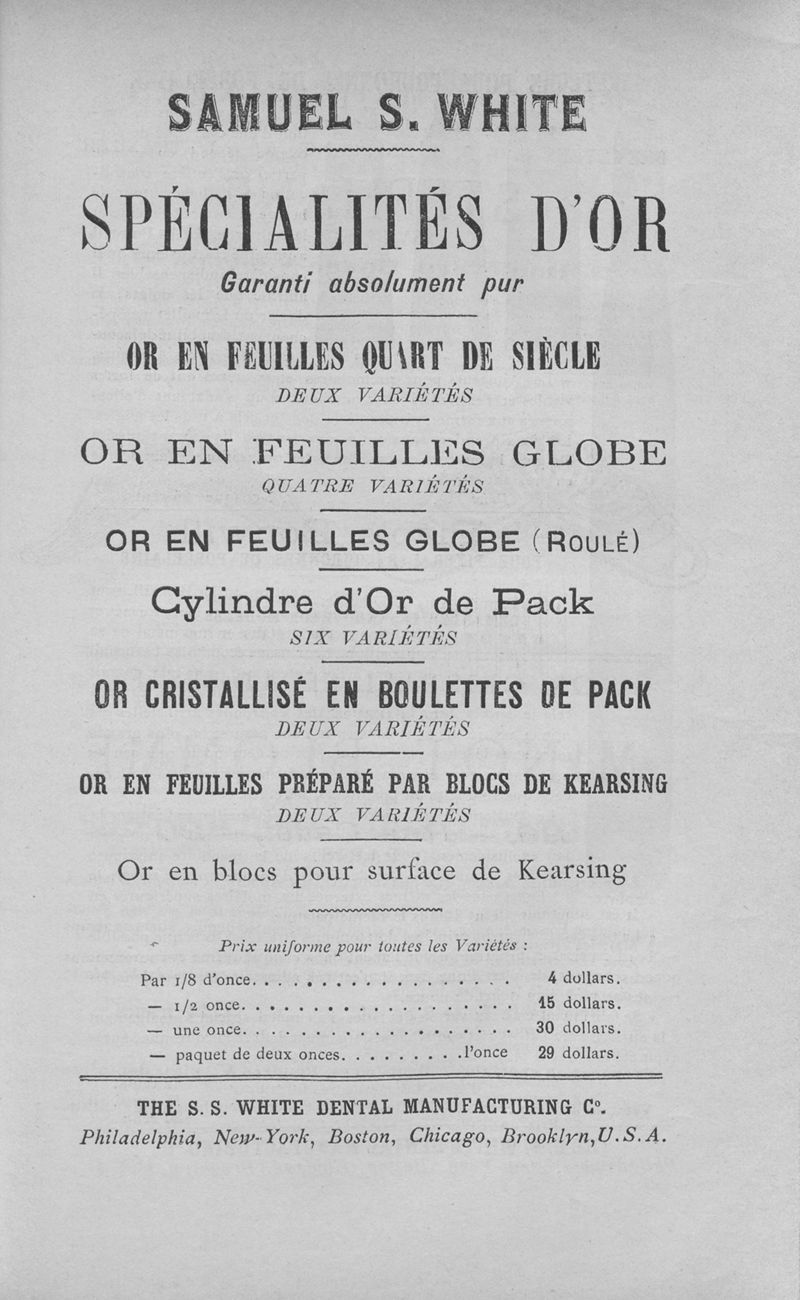 SAMUEL S. WHITE
SPÉCIALITÉS D'OR
Garanti absolument pur
OR EN FEUILLES QUART DE SIÈCLE
DEUX VARIÉTÉS
OR EN FEUILLES GLOBE
QUATRE VARIÉTÉS
OR EN FEUILLES GLOBE (ROULÉ)
Cylindre d'Or de Pack
SIX VARIÉTÉS
OR CRISTALLISÉ EN BOULETTES DE PACK
DEUX VARIÉTÉS
OR EN FEUILLES PRÉPARÉ PAR BLOCS DE KEARSING
DEUX VARIÉTÉS
Or en blocs pour surface de Kearsing
Prix uniforme pour toutes les Variétés :
Par 1/8 d'once. . . . . . . . . . . . . . . . . . . 4 dollars.
— 1/2 once. . . . . . . . . . . . . . . . . . . . 15 dollars.
— une once. . . . . . . . . . . . . . . . . . . . 30 dollars.
— paquet de deux onces. . . . . . . . .l'once 29 dollars.
THE S. S. WHITE DENTAL MANUFACTURING Cº.
Philadelphia, New-York, Boston, Chicago, Brooklyn, U.S.A.